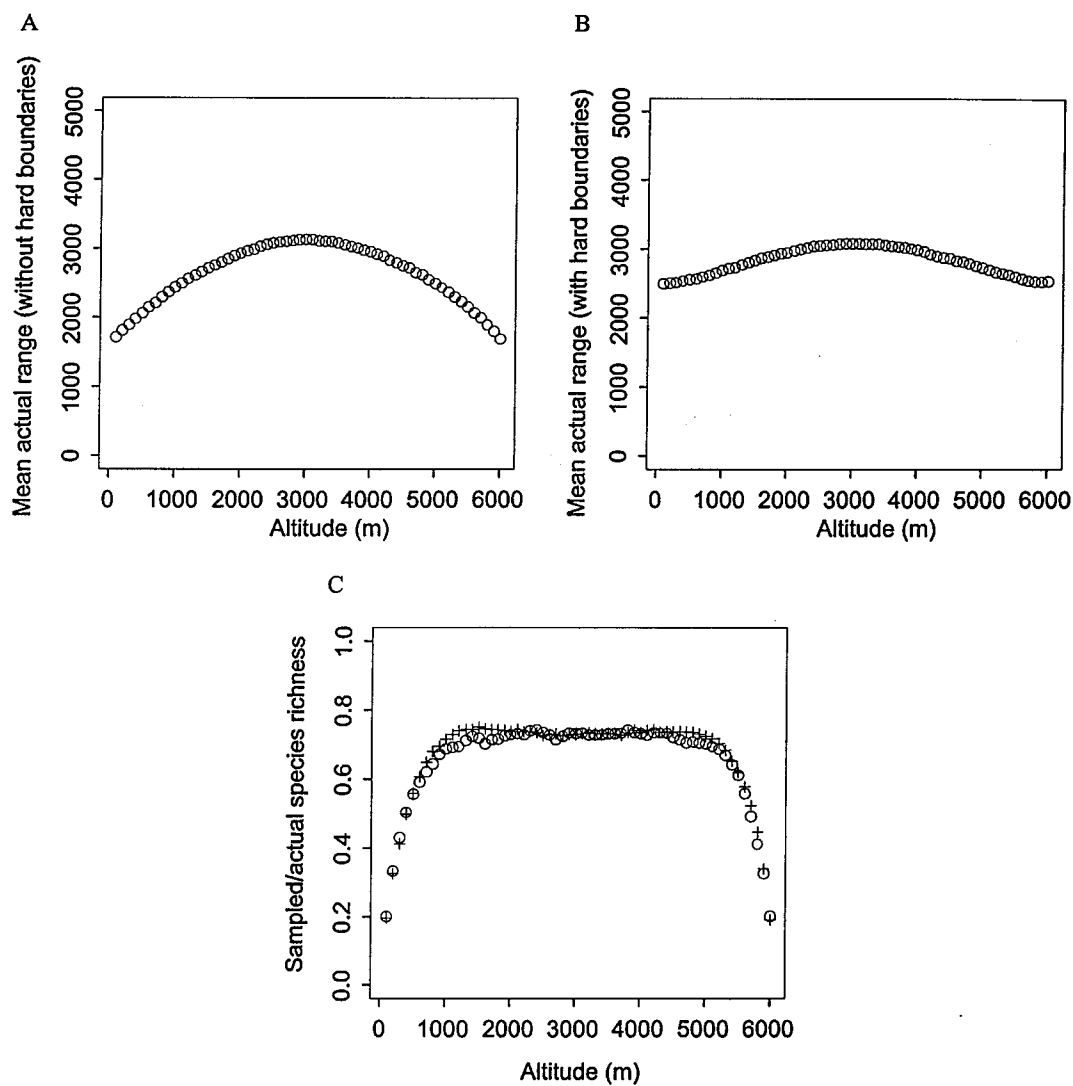 A
Mean actual range (without hard boundaries)
5000
4000
3000
2000
1000
0
0 1000 2000 3000 4000 5000 6000
Altitude (m)
B
Mean actual range (with hard boundaries)
5000
4000
3000
2000
1000
0
0 1000 2000 3000 4000 5000 6000
Altitude (m)
C
Sampled/actual species richness
1.0
0.8
0.6
0.4
0.2
0.0
0 1000 2000 3000 4000 5000 6000
Altitude (m)